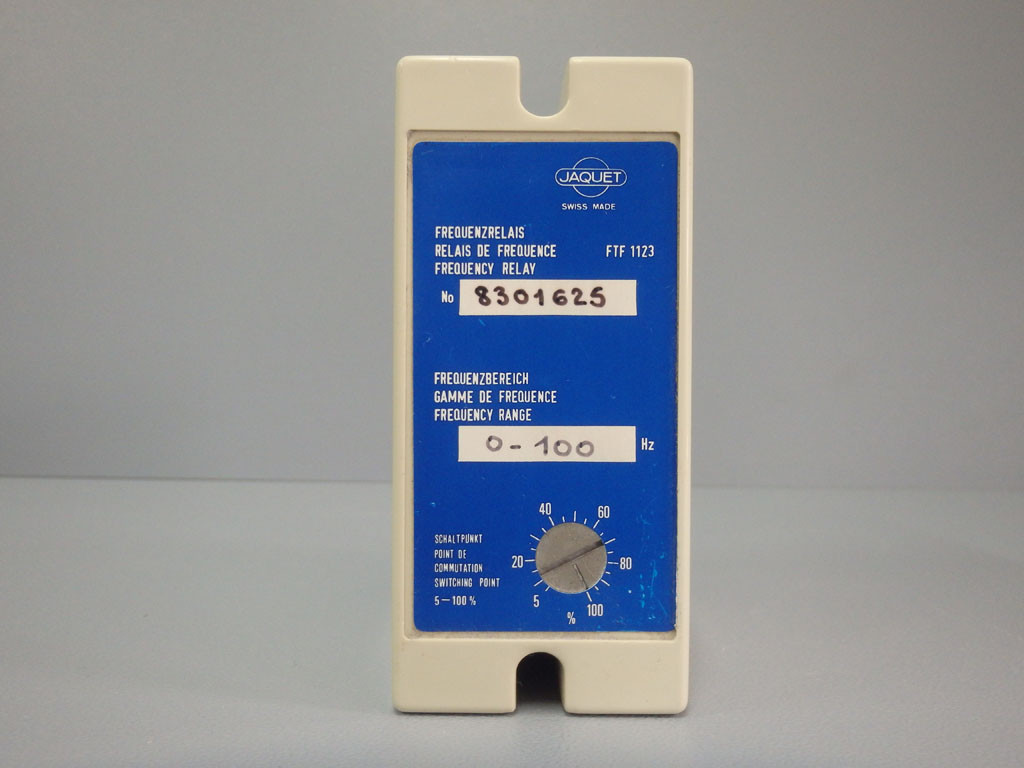 JAQUET
SWISS MADE
FREQUENZRELAIS
RELAIS DE FREQUENCE FTF 1123
FREQUENCY RELAY
No 8301625
FREQUENZBEREICH
GAMME DE FREQUENCE
FREQUENCY RANGE
0-100 Hz
40 60
SCHALTPUNKT
POINT DE
COMMUTATION 20 80
SWITCHING POINT
5-100% 5 % 100